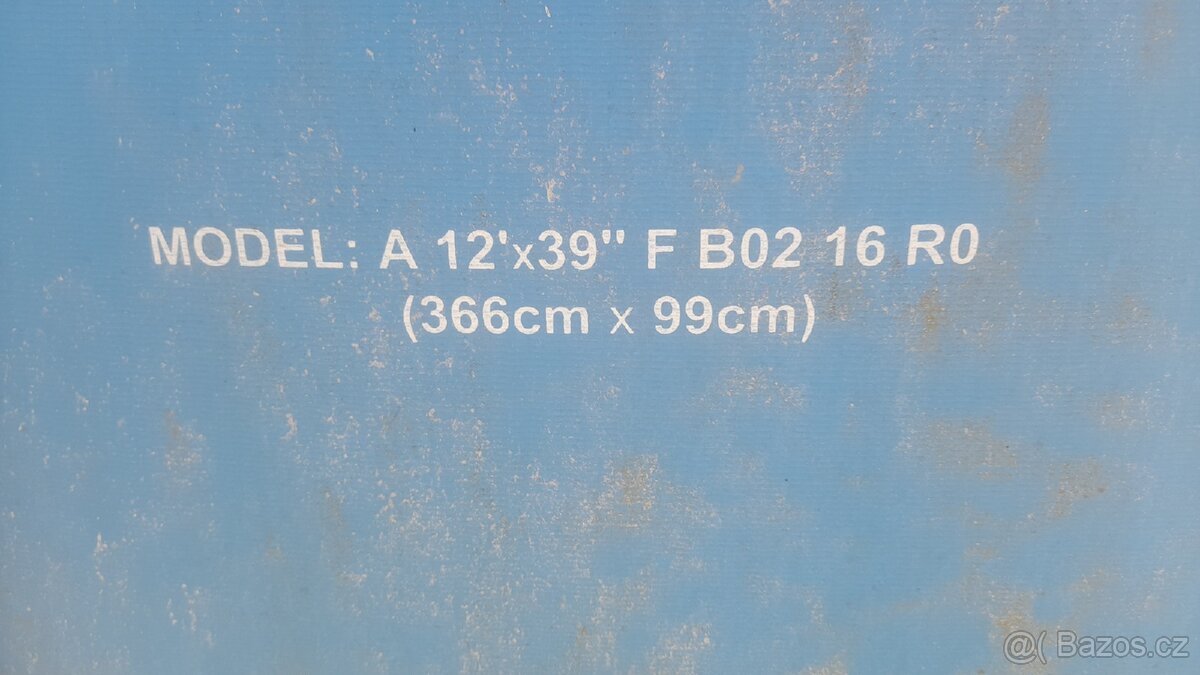 MODEL: A 12'x39" F B02 16 R0
(366cm x 99cm)
@( Bazos.cz